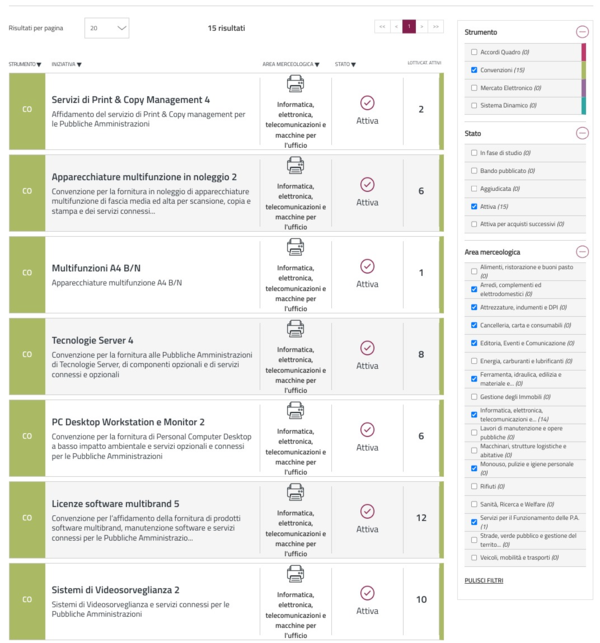 Risultati per pagina
20
15 risultati
<< < 1 > >>
STRUMENTO▼ INIZIATIVA▼ AREA MERCEOLOGICA▼ STATO▼ LOTTI/CAT. ATTIVI
CO
Servizi di Print & Copy Management 4
Affidamento del servizio di Print & Copy management per
le Pubbliche Amministrazioni
Informatica,
elettronica,
telecomunicazioni e
macchine per
l'ufficio
Attiva
2
CO
Apparecchiature multifunzione in noleggio 2
Convenzione per la fornitura in noleggio di apparecchiature
multifunzione di fascia media ed alta per scansione, copia e
stampa e dei servizi connessi...
Informatica,
elettronica,
telecomunicazioni e
macchine per
l'ufficio
Attiva
6
CO
Multifunzioni A4 B/N
Apparecchiature multifunzione A4 B/N
Informatica,
elettronica,
telecomunicazioni e
macchine per
l'ufficio
Attiva
1
CO
Tecnologie Server 4
Convenzione per la fornitura alle Pubbliche Amministrazioni
di Tecnologie Server, di componenti opzionali e di servizi
connessi e opzionali
Informatica,
elettronica,
telecomunicazioni e
macchine per
l'ufficio
Attiva
8
CO
PC Desktop Workstation e Monitor 2
Convenzione per la fornitura di Personal Computer Desktop
a basso impatto ambientale e servizi opzionali e connessi
per le Pubbliche Amministrazioni
Informatica,
elettronica,
telecomunicazioni e
macchine per
l'ufficio
Attiva
6
CO
Licenze software multibrand 5
Convenzione per l'affidamento della fornitura di prodotti
software multibrand, manutenzione software e servizi
connessi per le Pubbliche Amministrazio...
Informatica,
elettronica,
telecomunicazioni e
macchine per
l'ufficio
Attiva
12
CO
Sistemi di Videosorveglianza 2
Sistemi di Videosorveglianza e servizi connessi per le
Pubbliche Amministrazioni
Informatica,
elettronica,
telecomunicazioni e
macchine per
l'ufficio
Attiva
10
Strumento
Accordi Quadro (0)
Convenzioni (15)
Mercato Elettronico (0)
Sistema Dinamico (0)
Stato
In fase di studio (0)
Bando pubblicato (0)
Aggiudicata (0)
Attiva (15)
Attiva per acquisti successivi (0)
Area merceologica
Alimenti, ristorazione e buoni pasto
(0)
Arredi, complementi ed
elettrodomestici (0)
Attrezzature, indumenti e DPI (0)
Cancelleria, carta e consumabili (0)
Editoria, Eventi e Comunicazione (0)
Energia, carburanti e lubrificanti (0)
Ferramenta, idraulica, edilizia e
materiale e... (0)
Gestione degli Immobili (0)
Informatica, elettronica,
telecomunicazioni e... (14)
Lavori di manutenzione e opere
pubbliche (0)
Macchinari, strutture logistiche e
abitative (0)
Monouso, pulizie e igiene personale
(0)
Rifiuti (0)
Sanità, Ricerca e Welfare (0)
Servizi per il Funzionamento delle P.A.
(1)
Strade, verde pubblico e gestione del
territo... (0)
Veicoli, mobilità e trasporti (0)
PULISCI FILTRI